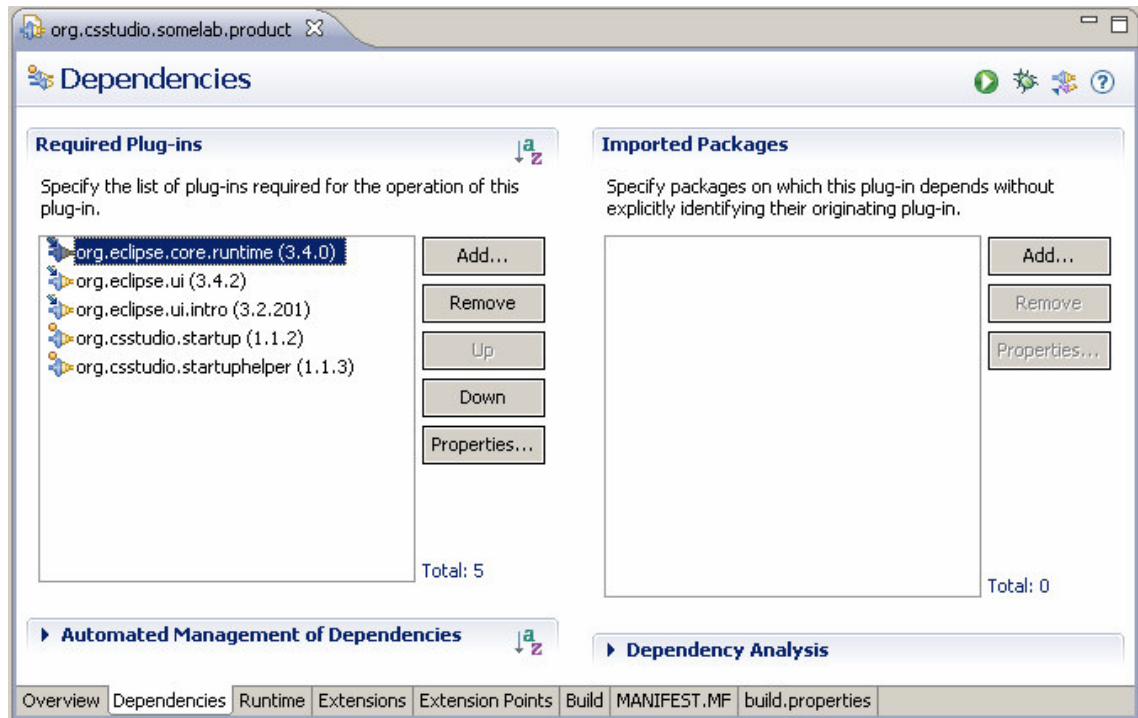 org.csstudio.somelab.product
Dependencies
Required Plug-ins
Specify the list of plug-ins required for the operation of this
plug-in.
org.eclipse.core.runtime (3.4.0)
org.eclipse.ui (3.4.2)
org.eclipse.ui.intro (3.2.201)
org.csstudio.startup (1.1.2)
org.csstudio.startuphelper (1.1.3)
Add...
Remove
Up
Down
Properties...
Total: 5
Imported Packages
Specify packages on which this plug-in depends without
explicitly identifying their originating plug-in.
Add...
Remove
Properties...
Total: 0
Automated Management of Dependencies
Dependency Analysis
Overview Dependencies Runtime Extensions Extension Points Build MANIFEST.MF build.properties